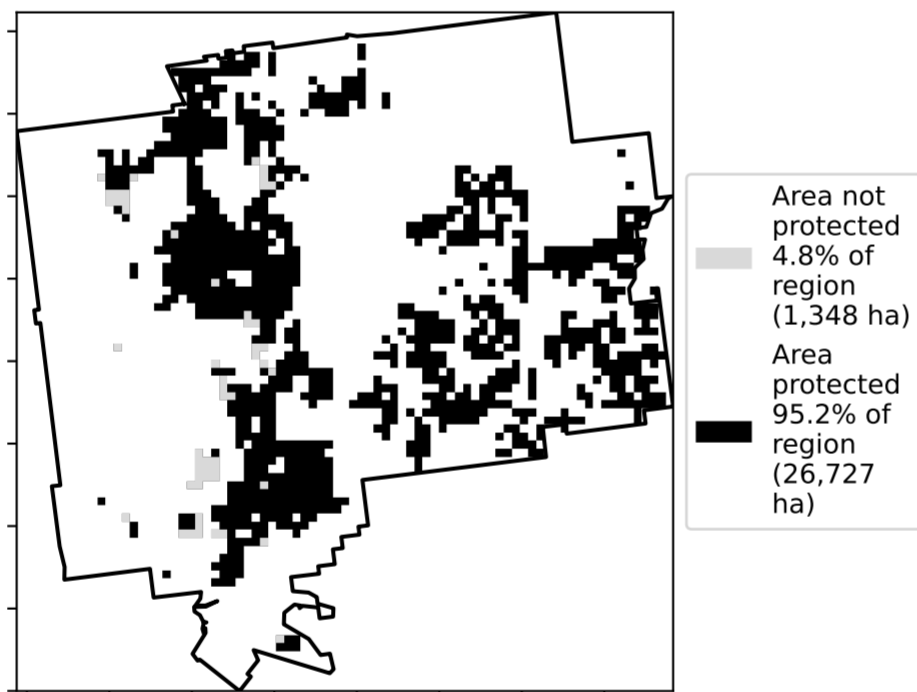 Area not
protected
4.8% of
region
(1,348 ha)
Area
protected
95.2% of
region
(26,727
ha)